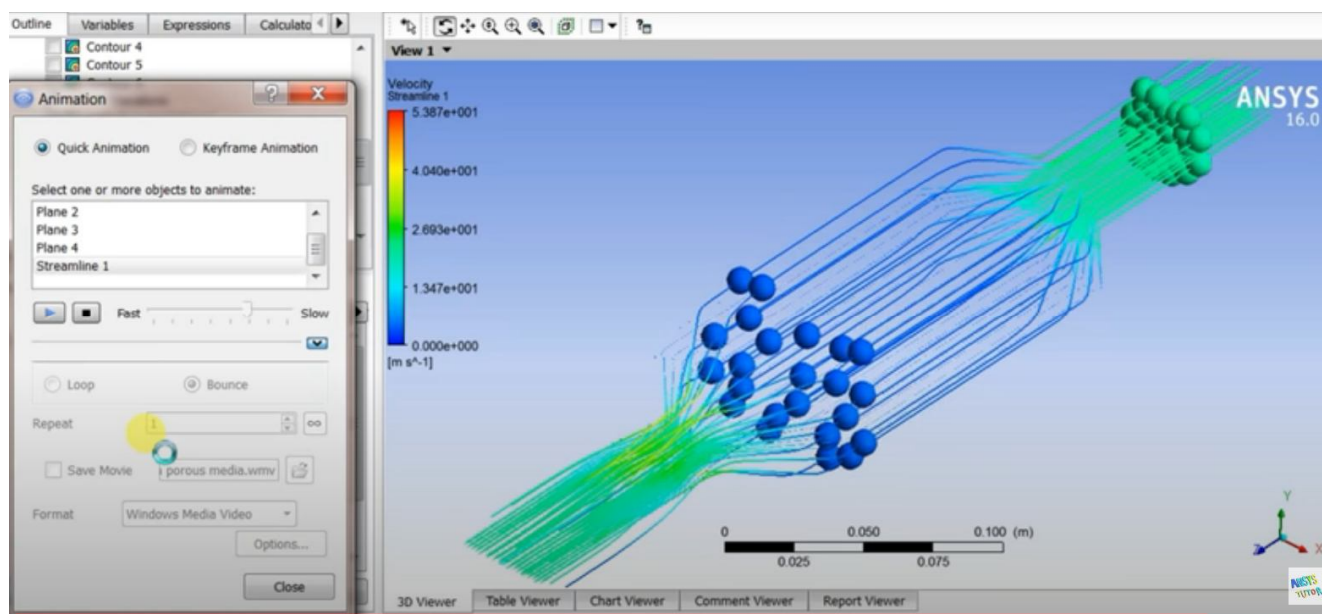 Outline Variables Expressions Calculato
Contour 4
Contour 5
Animation
Quick Animation Keyframe Animation
Select one or more objects to animate:
Plane 2
Plane 3
Plane 4
Streamline 1
Fast Slow
Loop Bounce
Repeat 1
Save Movie porous media.wmv
Format Windows Media Video
Options...
Close
View 1
Velocity
Streamline 1
5.387e+001
4.040e+001
2.693e+001
1.347e+001
0.000e+000
[m s^-1]
ANSYS
16.0
0 0.050 0.100 (m)
0.025 0.075
Y
Z X
3D Viewer Table Viewer Chart Viewer Comment Viewer Report Viewer
ANSYS
TUTOR